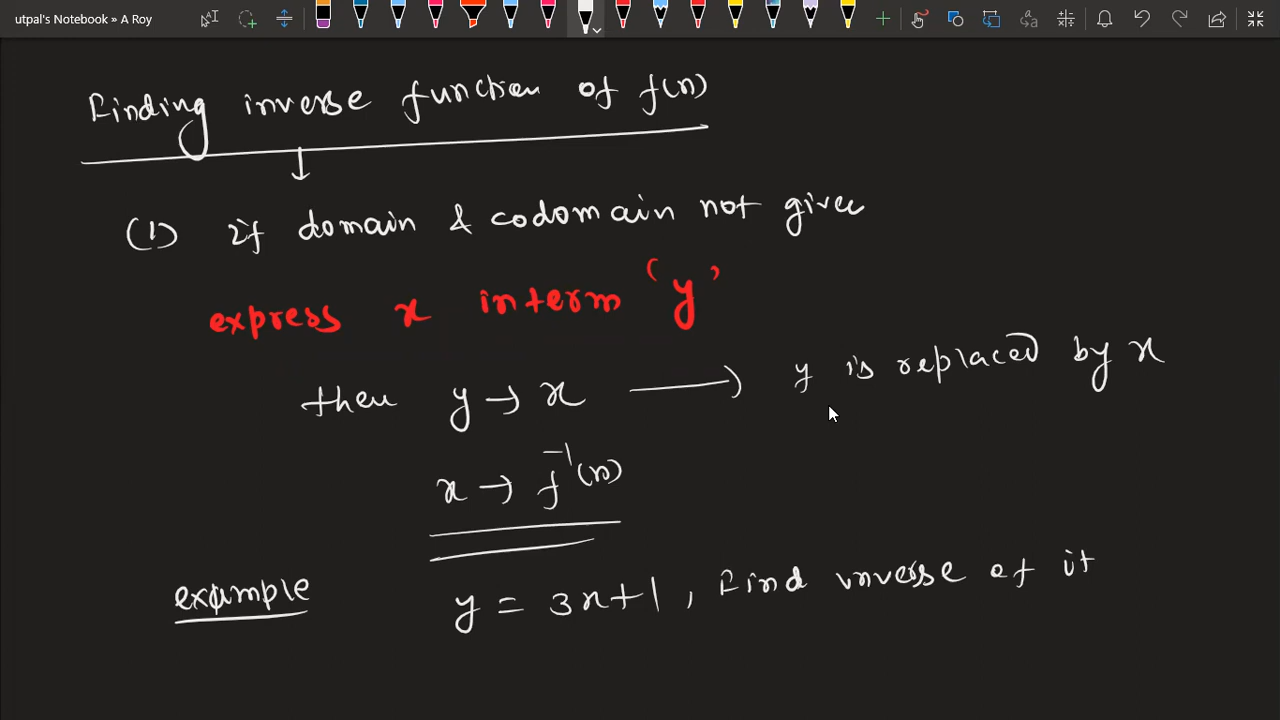 utpal's Notebook » A Roy
Finding inverse function of f(x)
(1) if domain & codomain not given
express x interm 'y'
then y → x ⟶ y is replaced by x
x → f⁻¹(x)
example y = 3x+1, Find inverse of it